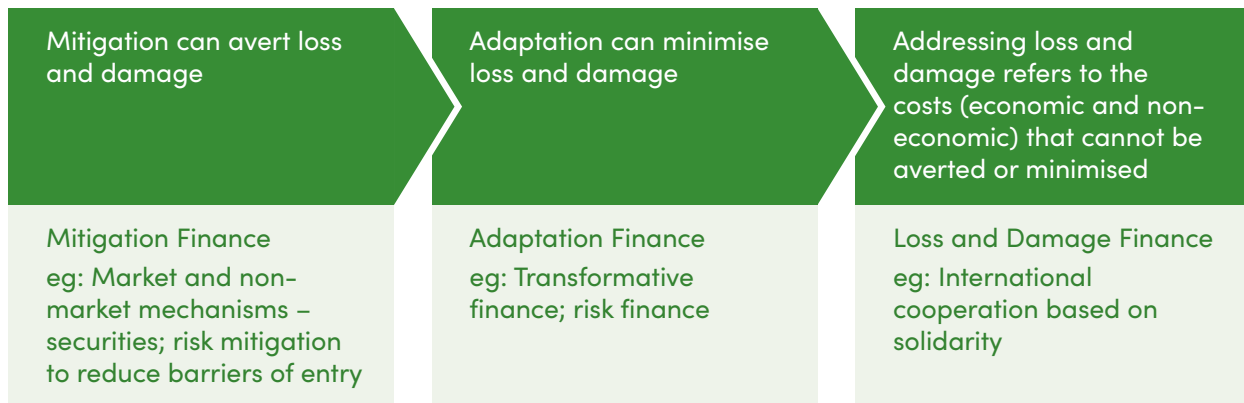 Mitigation can avert loss
and damage
Adaptation can minimise
loss and damage
Addressing loss and
damage refers to the
costs (economic and non-
economic) that cannot be
averted or minimised
Mitigation Finance
eg: Market and non-
market mechanisms –
securities; risk mitigation
to reduce barriers of entry
Adaptation Finance
eg: Transformative
finance; risk finance
Loss and Damage Finance
eg: International
cooperation based on
solidarity